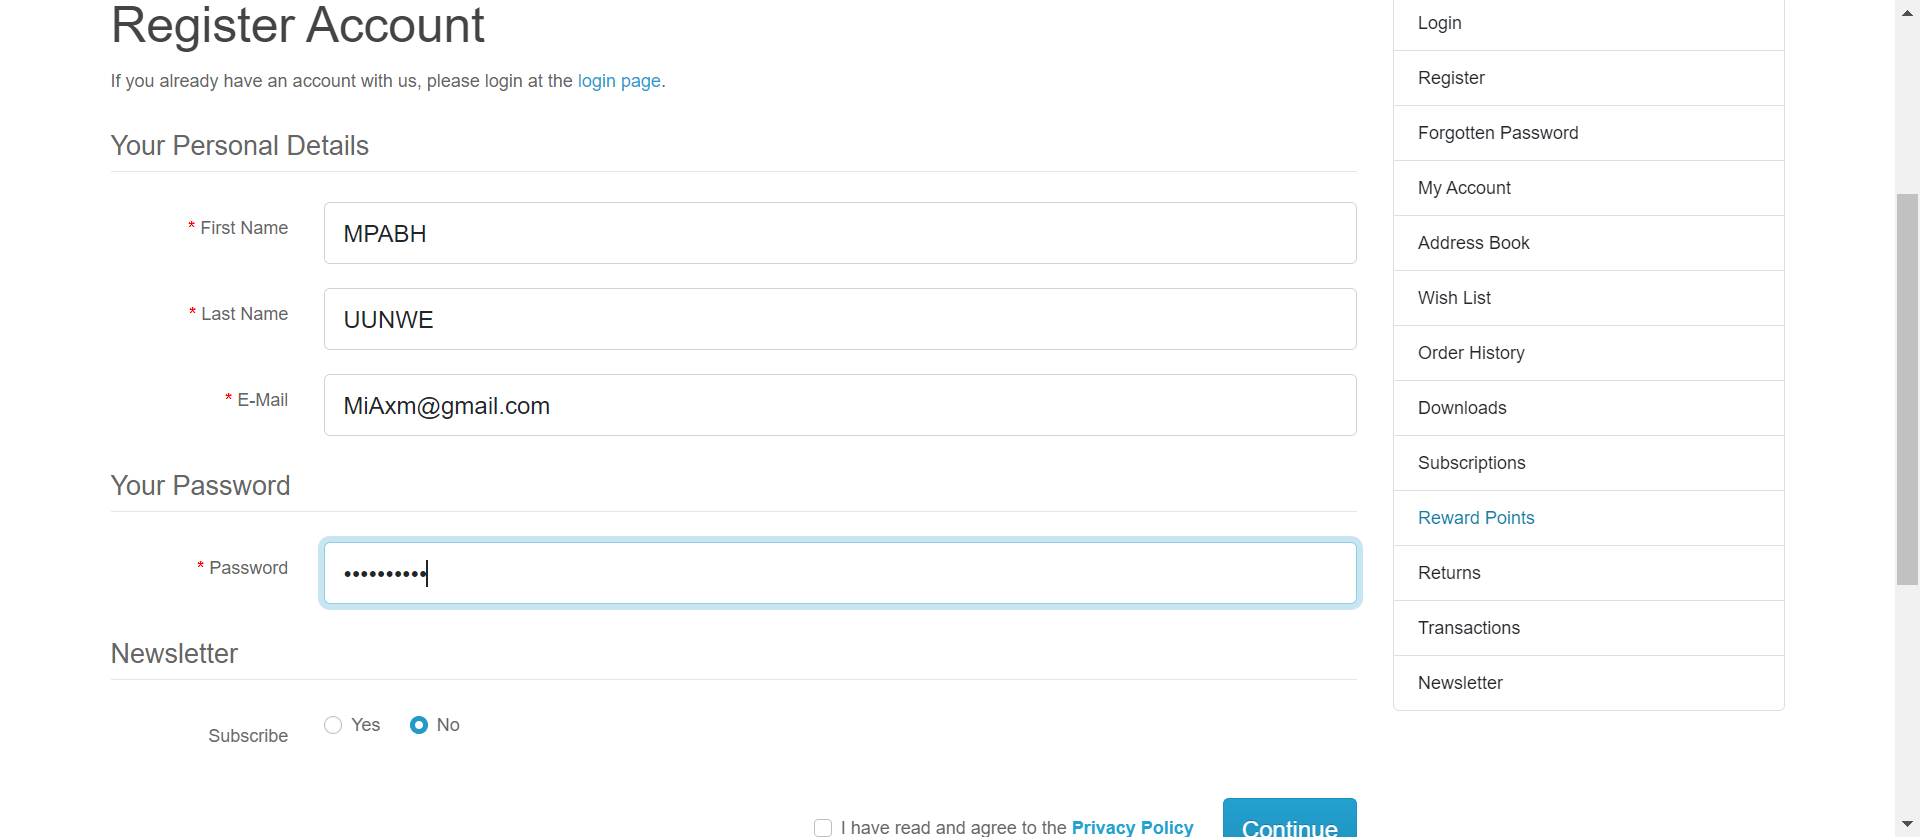 Register Account
If you already have an account with us, please login at the login page.
Your Personal Details
* First Name
MPABH
* Last Name
UUNWE
* E-Mail
MiAxm@gmail.com
Your Password
* Password
••••••••••
Newsletter
Subscribe
Yes No
I have read and agree to the Privacy Policy
Continue
Login
Register
Forgotten Password
My Account
Address Book
Wish List
Order History
Downloads
Subscriptions
Reward Points
Returns
Transactions
Newsletter